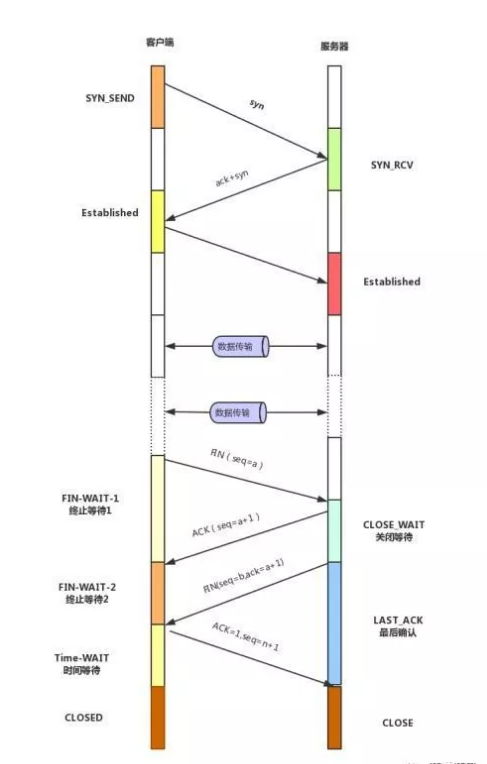 客户端
服务器
SYN_SEND
syn
SYN_RCV
ack+syn
Established
Established
数据传输
数据传输
FIN ( seq=a )
FIN-WAIT-1
终止等待1
ACK ( seq=a+1 )
CLOSE_WAIT
关闭等待
FIN(seq=b,ack=a+1)
FIN-WAIT-2
终止等待2
LAST_ACK
最后确认
ACK=1,seq=n+1
Time-WAIT
时间等待
CLOSED
CLOSE